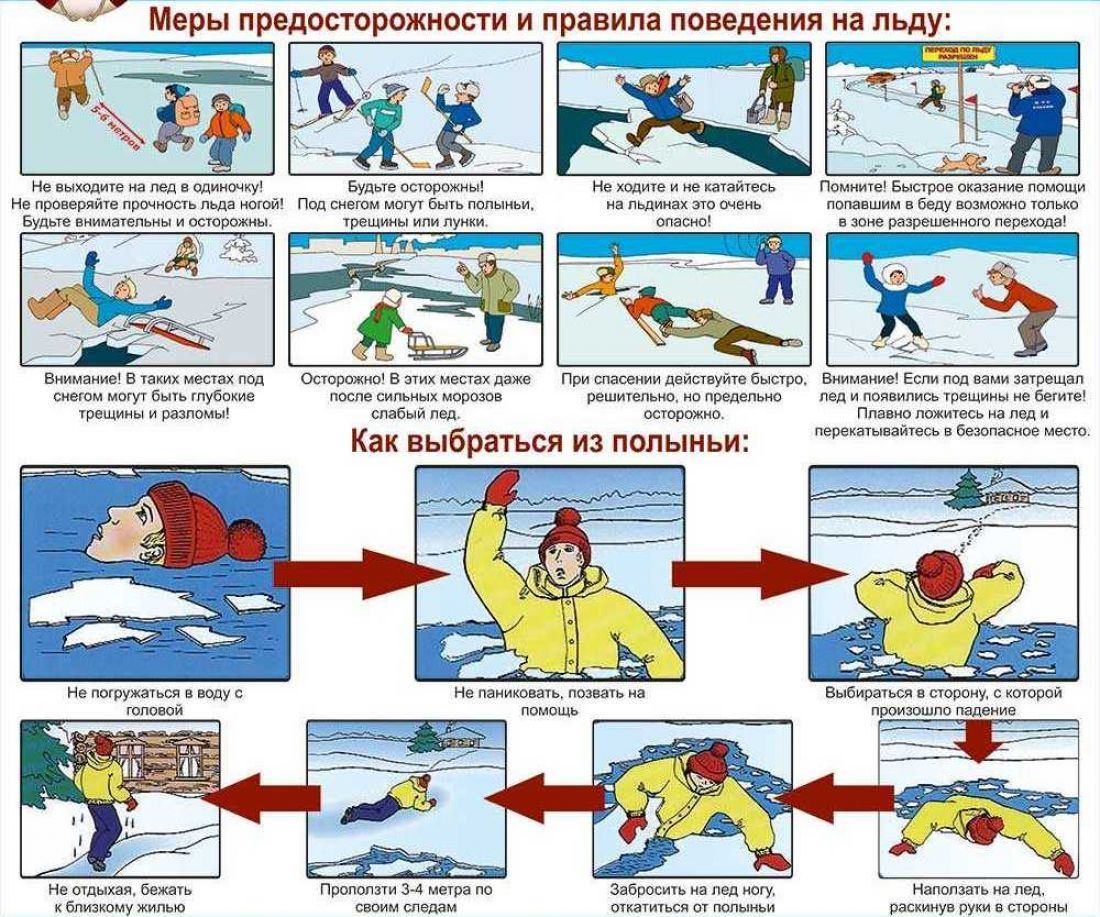 Меры предосторожности и правила поведения на льду:
5-6 метров
ПЕРЕХОД ПО ЛЬДУ
РАЗРЕШЕН
Не выходите на лед в одиночку!
Не проверяйте прочность льда ногой!
Будьте внимательны и осторожны.
Будьте осторожны!
Под снегом могут быть полыньи,
трещины или лунки.
Не ходите и не катайтесь
на льдинах это очень
опасно!
Помните! Быстрое оказание помощи
попавшим в беду возможно только
в зоне разрешенного перехода!
Внимание! В таких местах под
снегом могут быть глубокие
трещины и разломы!
Осторожно! В этих местах даже
после сильных морозов
слабый лед.
При спасении действуйте быстро,
решительно, но предельно
осторожно.
Внимание! Если под вами затрещал
лед и появились трещины не бегите!
Плавно ложитесь на лед и
перекатывайтесь в безопасное место.
Как выбраться из полыньи:
Не погружаться в воду с
головой
Не паниковать, позвать на
помощь
Выбираться в сторону, с которой
произошло падение
Не отдыхая, бежать
к близкому жилью
Проползти 3-4 метра по
своим следам
Забросить на лед ногу,
откатиться от полыньи
Наползать на лед,
раскинув руки в стороны